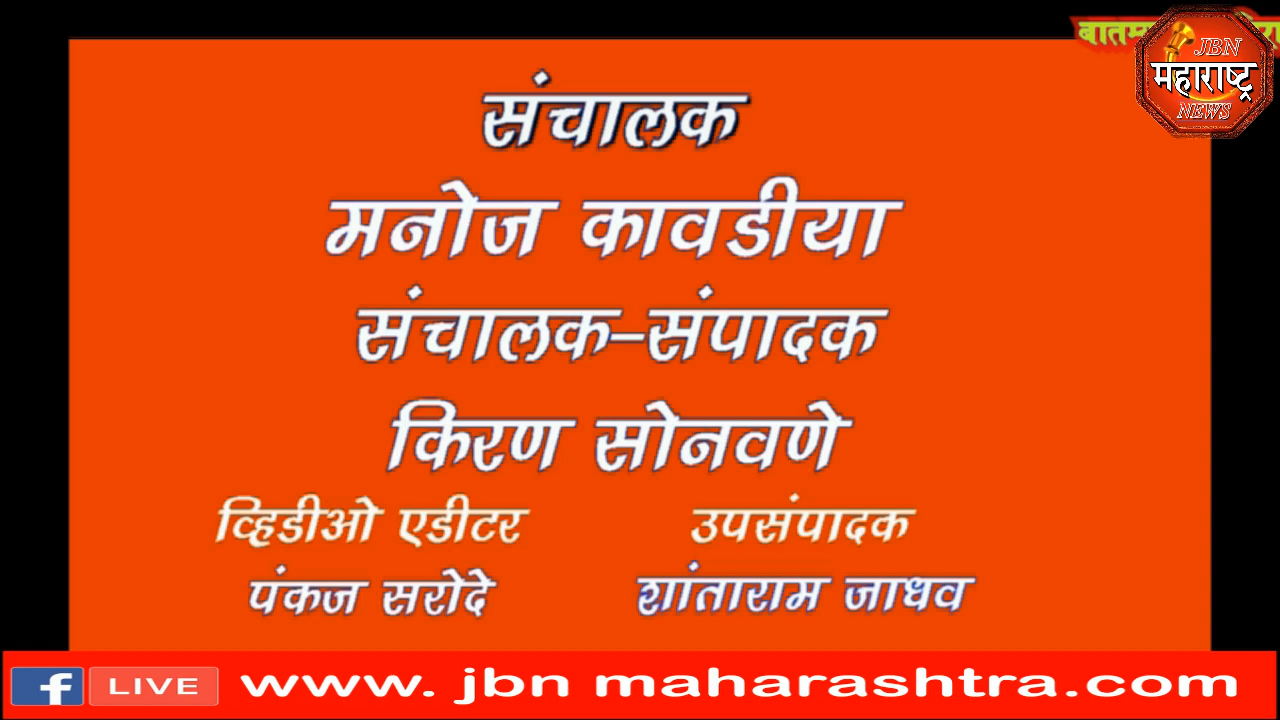 JBN
महाराष्ट्र
NEWS
संचालक
मनोज कावडीया
संचालक-संपादक
किरण सोनवणे
व्हिडीओ एडीटर उपसंपादक
पंकज सरोदे शांताराम जाधव
f LIVE www. jbn maharashtra.com